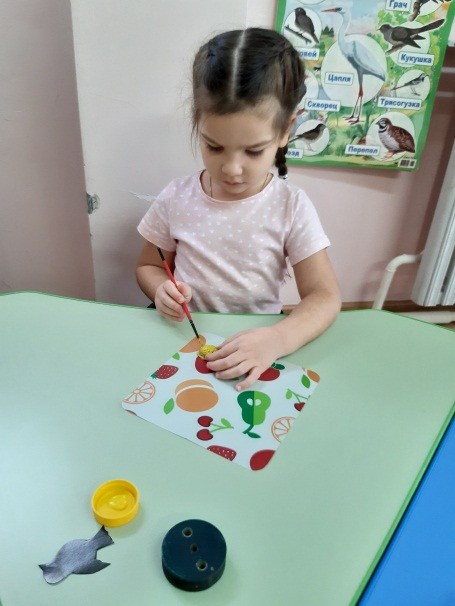 Грач
Кукушка
Цапля
Скворец
Трясогузка
Перепел